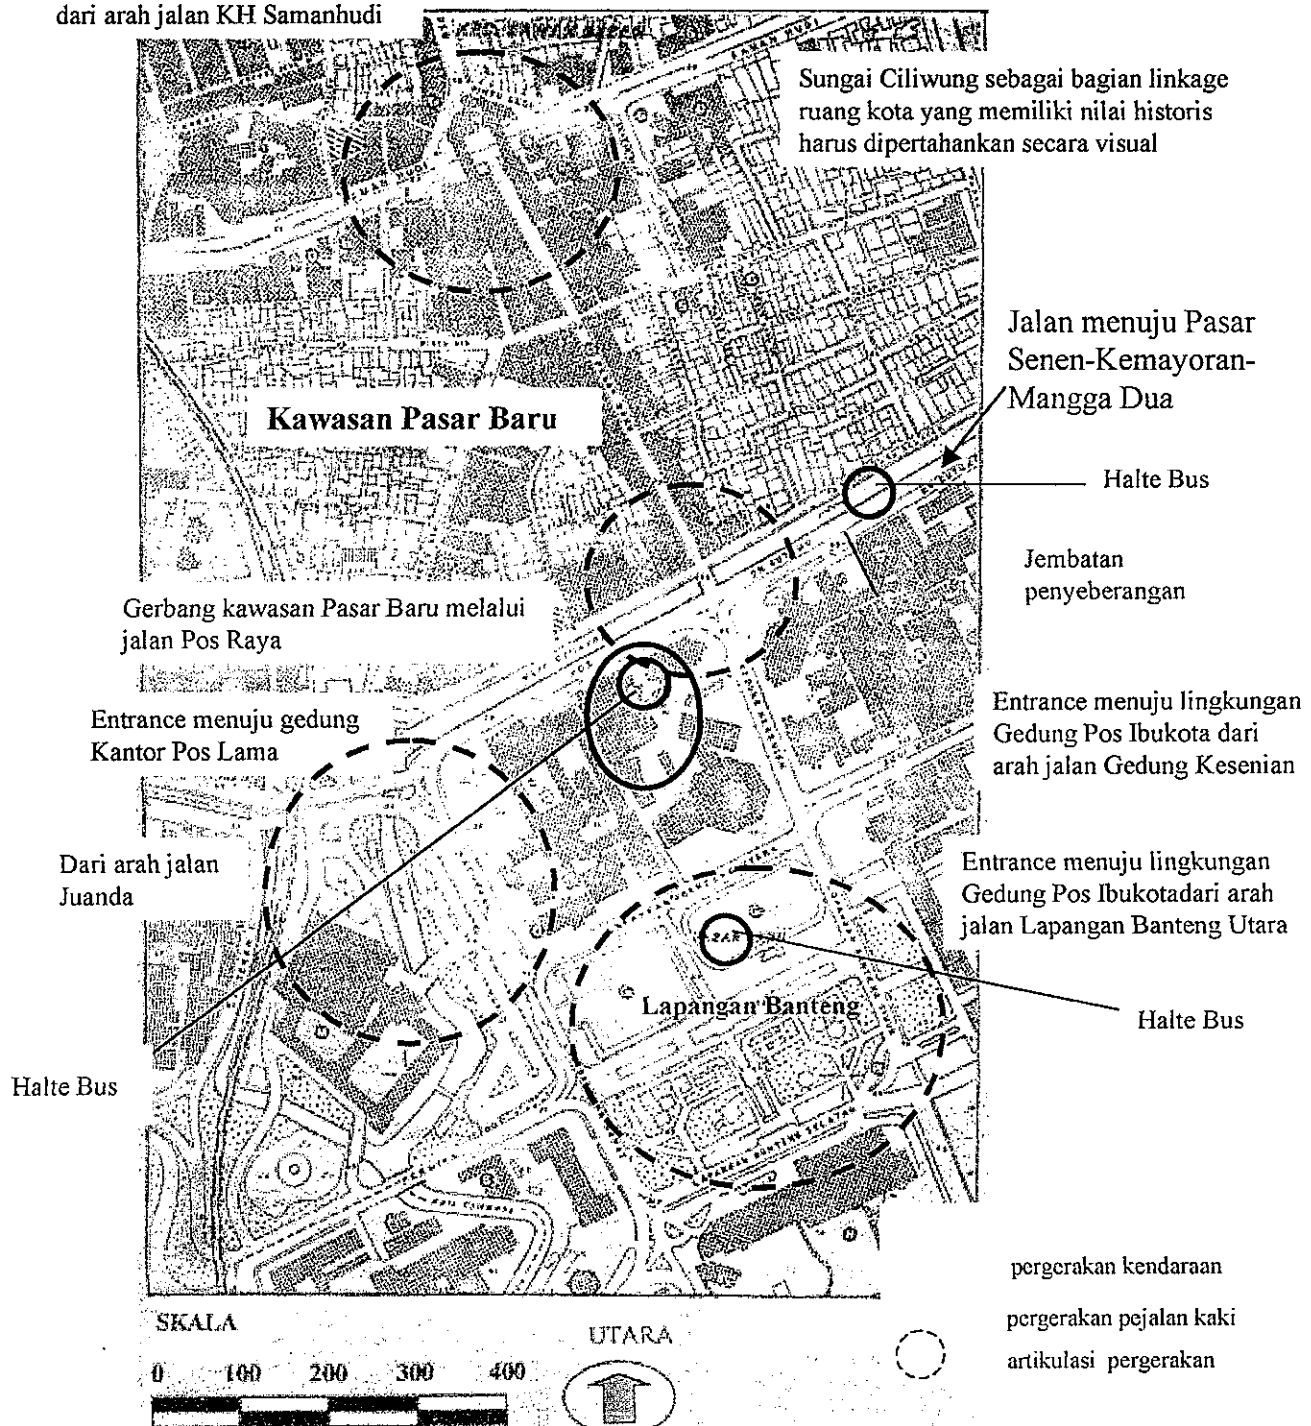 dari arah jalan KH Samanhudi
Sungai Ciliwung sebagai bagian linkage
ruang kota yang memiliki nilai historis
harus dipertahankan secara visual
Jalan menuju Pasar
Senen-Kemayoran-
Mangga Dua
Kawasan Pasar Baru
Halte Bus
Jembatan
penyeberangan
Gerbang kawasan Pasar Baru melalui
jalan Pos Raya
Entrance menuju gedung
Kantor Pos Lama
Entrance menuju lingkungan
Gedung Pos Ibukota dari
arah jalan Gedung Kesenian
Dari arah jalan
Juanda
Entrance menuju lingkungan
Gedung Pos Ibukotadari arah
jalan Lapangan Banteng Utara
Lapangan Banteng
Halte Bus
Halte Bus
BANTENG SELATAN
pergerakan kendaraan
pergerakan pejalan kaki
artikulasi pergerakan
SKALA
UTARA
0 100 200 300 400